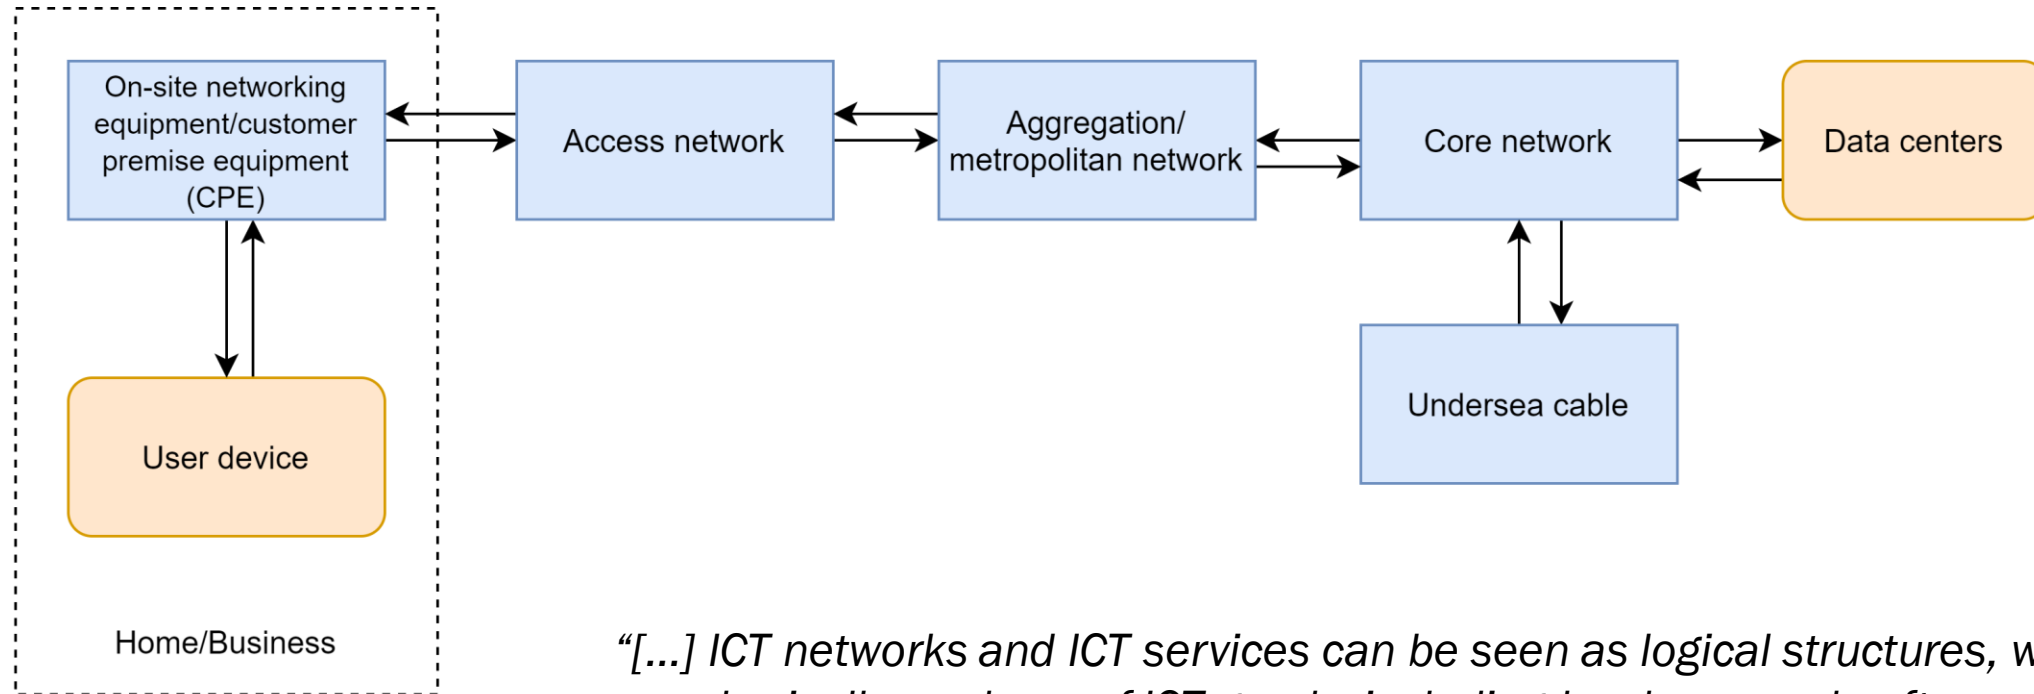 On-site networking
equipment/customer
premise equipment
(CPE)
Access network
Aggregation/
metropolitan network
Core network
Data centers
User device
Undersea cable
Home/Business
“[...] ICT networks and ICT services can be seen as logical structures,